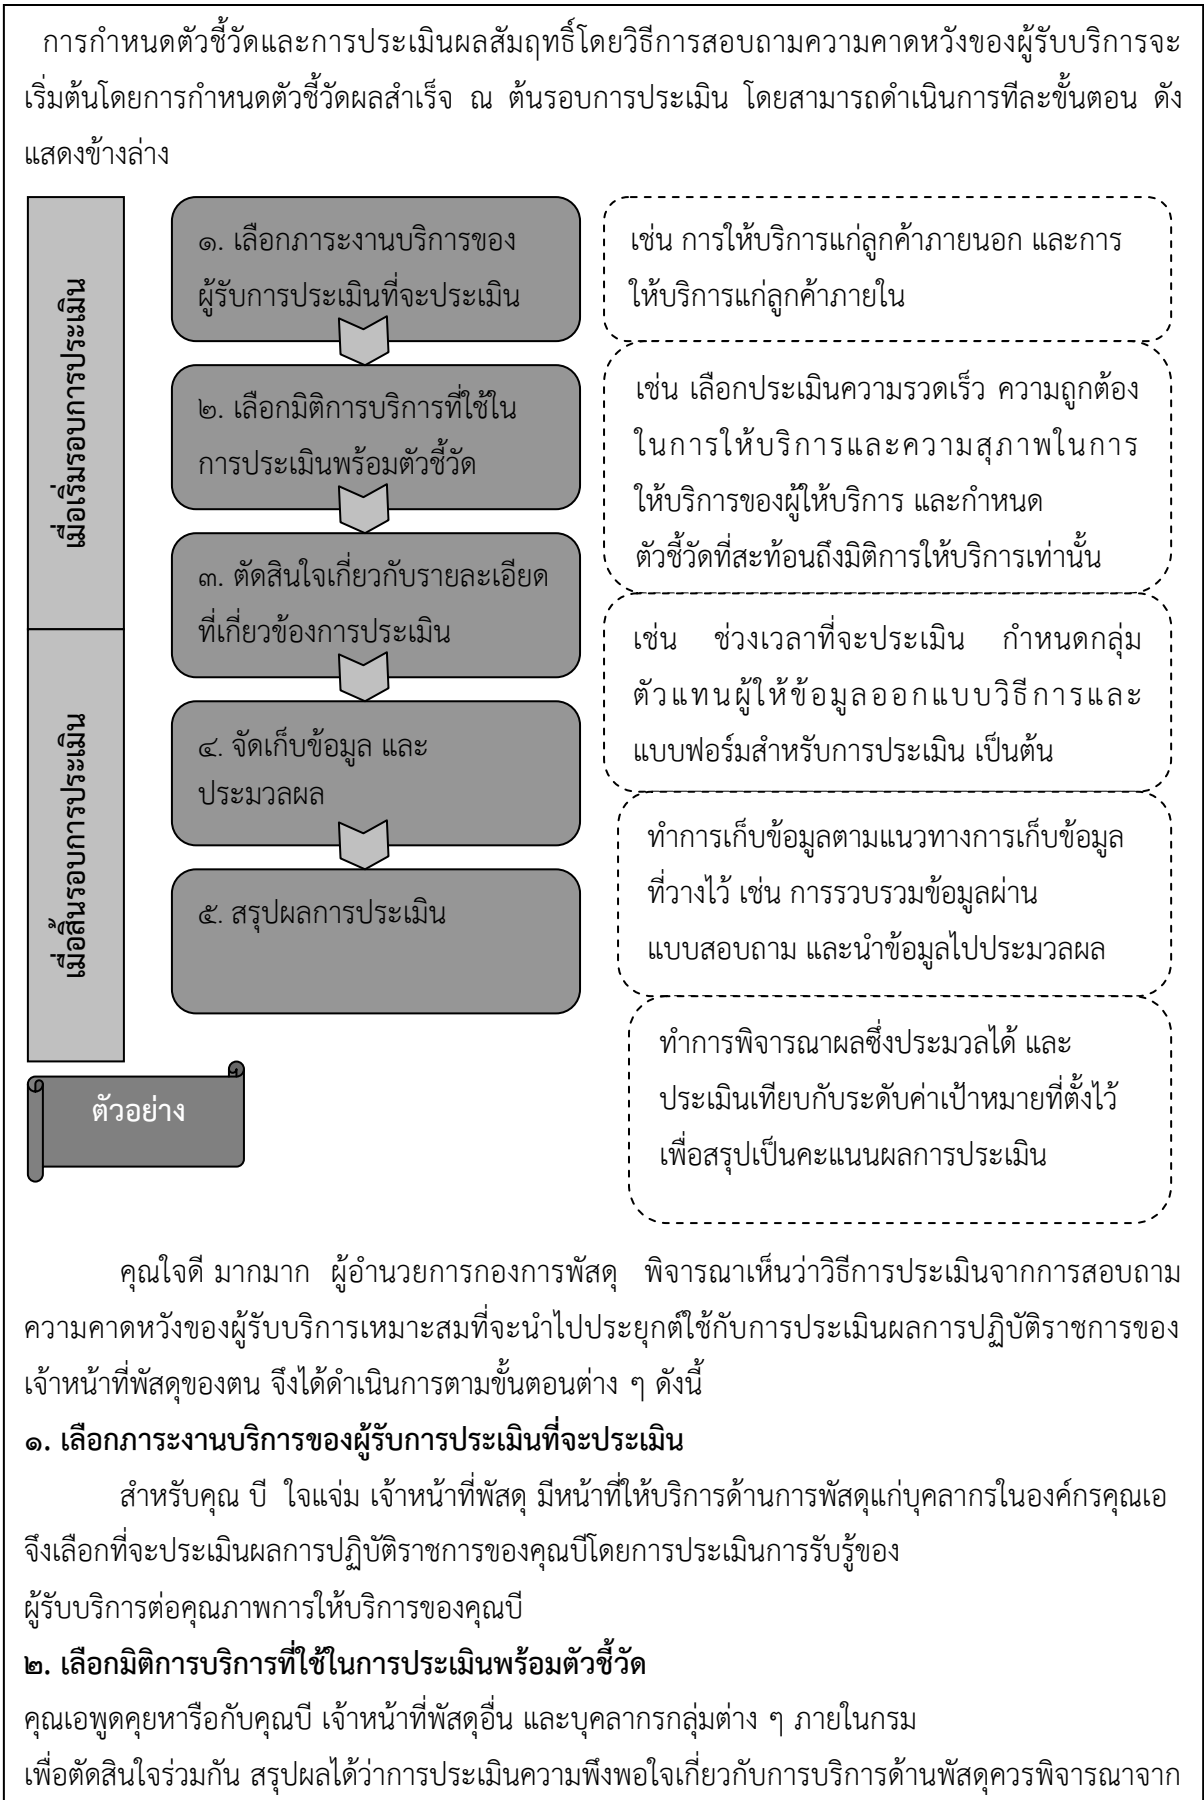 การกำหนดตัวชี้วัดและการประเมินผลสัมฤทธิ์โดยวิธีการสอบถามความคาดหวังของผู้รับบริการจะ
เริ่มต้นโดยการกำหนดตัวชี้วัดผลสำเร็จ ณ ต้นรอบการประเมิน โดยสามารถดำเนินการทีละขั้นตอน ดัง
แสดงข้างล่าง
เมื่อเริ่มรอบการประเมิน
๑. เลือกภาระงานบริการของ
ผู้รับการประเมินที่จะประเมิน
เช่น การให้บริการแก่ลูกค้าภายนอก และการ
ให้บริการแก่ลูกค้าภายใน
๒. เลือกมิติการบริการที่ใช้ใน
การประเมินพร้อมตัวชี้วัด
เช่น เลือกประเมินความรวดเร็ว ความถูกต้อง
ในการให้บริการและความสุภาพในการ
ให้บริการของผู้ให้บริการ และกำหนด
ตัวชี้วัดที่สะท้อนถึงมิติการให้บริการเท่านั้น
๓. ตัดสินใจเกี่ยวกับรายละเอียด
ที่เกี่ยวข้องการประเมิน
เช่น ช่วงเวลาที่จะประเมิน กำหนดกลุ่ม
ตัวแทนผู้ให้ข้อมูลออกแบบวิธีการและ
แบบฟอร์มสำหรับการประเมิน เป็นต้น
เมื่อสิ้นรอบการประเมิน
๔. จัดเก็บข้อมูล และ
ประมวลผล
ทำการเก็บข้อมูลตามแนวทางการเก็บข้อมูล
ที่วางไว้ เช่น การรวบรวมข้อมูลผ่าน
แบบสอบถาม และนำข้อมูลไปประมวลผล
๕. สรุปผลการประเมิน
ทำการพิจารณาผลซึ่งประมวลได้ และ
ประเมินเทียบกับระดับค่าเป้าหมายที่ตั้งไว้
เพื่อสรุปเป็นคะแนนผลการประเมิน
ตัวอย่าง
คุณใจดี มากมาก ผู้อำนวยการกองการพัสดุ พิจารณาเห็นว่าวิธีการประเมินจากการสอบถาม
ความคาดหวังของผู้รับบริการเหมาะสมที่จะนำไปประยุกต์ใช้กับการประเมินผลการปฏิบัติราชการของ
เจ้าหน้าที่พัสดุของตน จึงได้ดำเนินการตามขั้นตอนต่าง ๆ ดังนี้
๑. เลือกภาระงานบริการของผู้รับการประเมินที่จะประเมิน
สำหรับคุณ บี ใจแจ่ม เจ้าหน้าที่พัสดุ มีหน้าที่ให้บริการด้านการพัสดุแก่บุคลากรในองค์กรคุณเอ
จึงเลือกที่จะประเมินผลการปฏิบัติราชการของคุณบีโดยการประเมินการรับรู้ของ
ผู้รับบริการต่อคุณภาพการให้บริการของคุณบี
๒. เลือกมิติการบริการที่ใช้ในการประเมินพร้อมตัวชี้วัด
คุณเอพูดคุยหารือกับคุณบี เจ้าหน้าที่พัสดุอื่น และบุคลากรกลุ่มต่าง ๆ ภายในกรม
เพื่อตัดสินใจร่วมกัน สรุปผลได้ว่าการประเมินความพึงพอใจเกี่ยวกับการบริการด้านพัสดุควรพิจารณาจาก